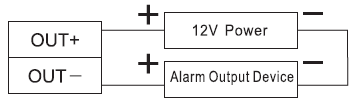 + 12V Power −
OUT+
OUT−
+ Alarm Output Device −